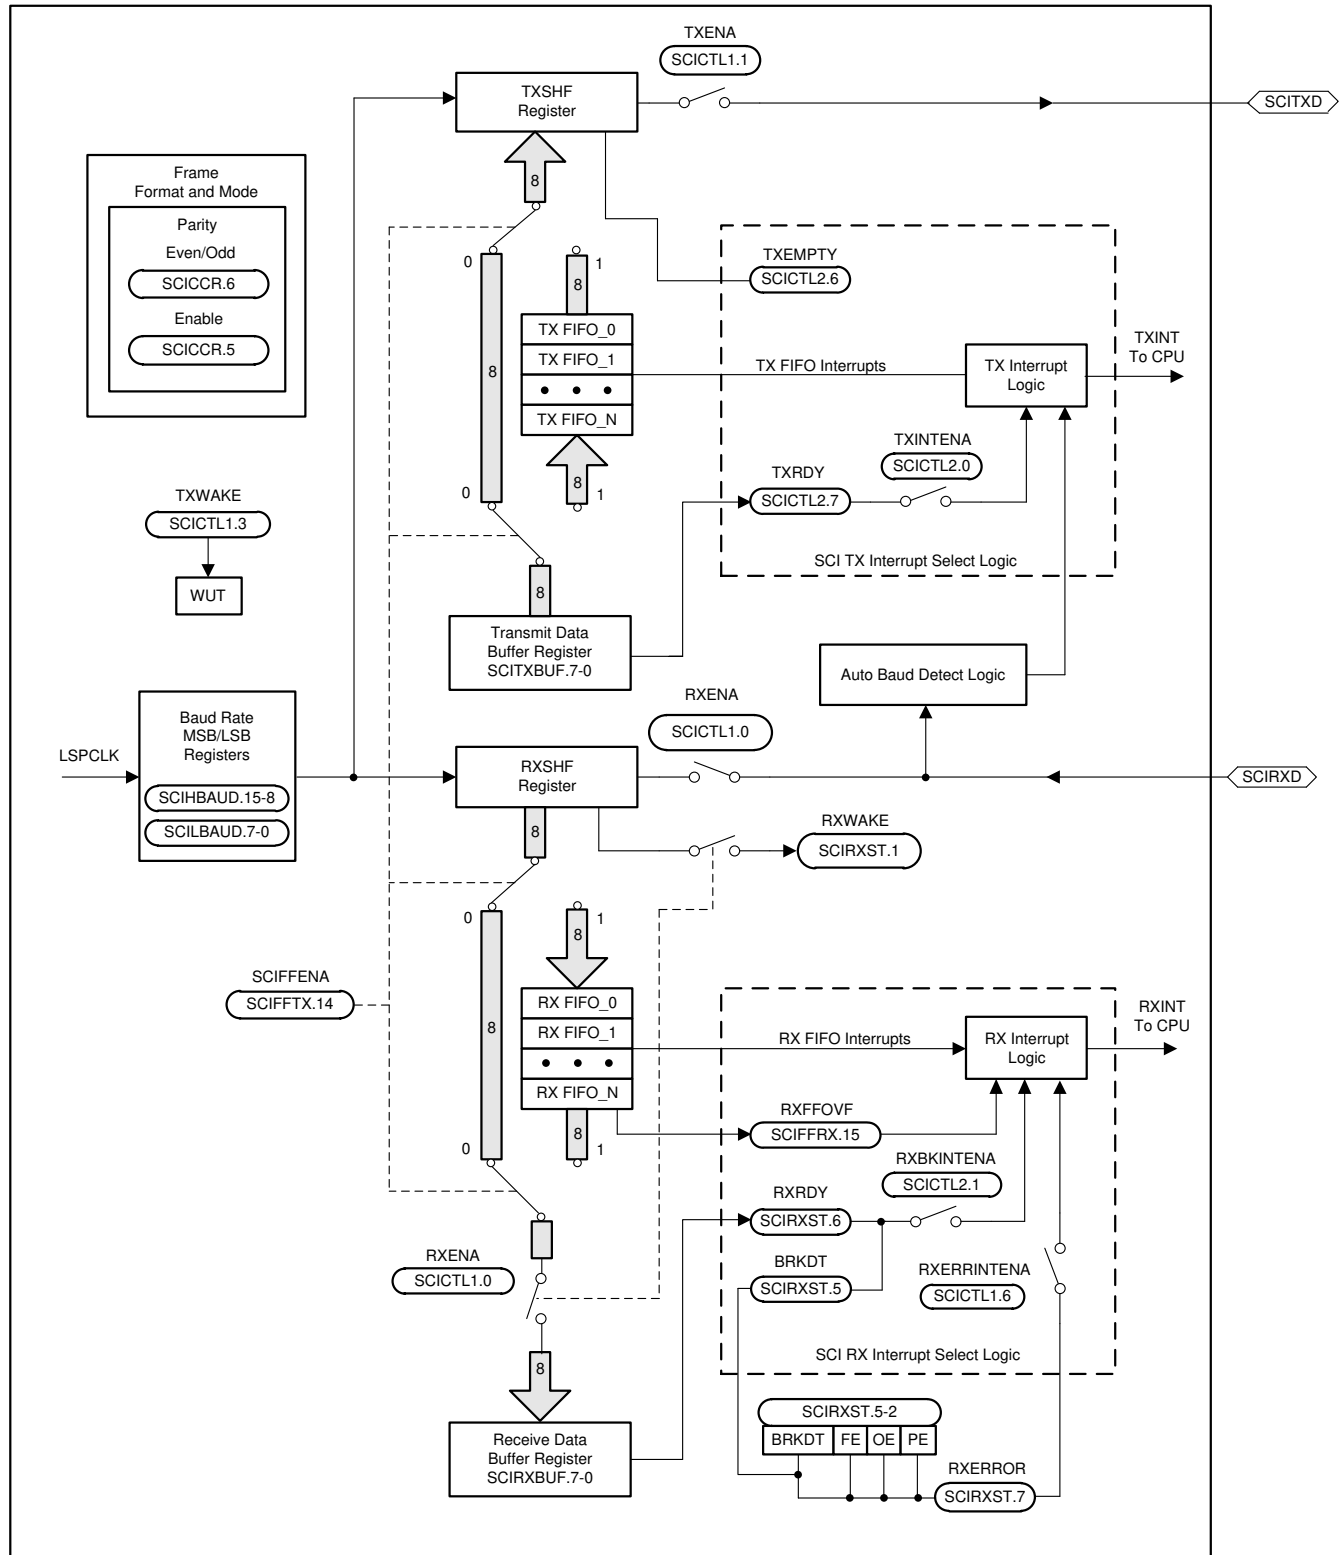 TXENA
SCICTL1.1
TXSHF
Register
SCITXD
8
Frame
Format and Mode
Parity
Even/Odd
SCICCR.6
Enable
SCICCR.5
0
1
8
TXEMPTY
SCICTL2.6
TX FIFO_0
TX FIFO_1
TX FIFO_N
8
TX FIFO Interrupts
TX Interrupt
Logic
TXINT
To CPU
TXINTENA
SCICTL2.0
TXRDY
SCICTL2.7
8
0
1
SCI TX Interrupt Select Logic
TXWAKE
SCICTL1.3
WUT
8
Transmit Data
Buffer Register
SCITXBUF.7-0
Auto Baud Detect Logic
RXENA
SCICTL1.0
LSPCLK
Baud Rate
MSB/LSB
Registers
SCIHBAUD.15-8
SCILBAUD.7-0
RXSHF
Register
SCIRXD
8
RXWAKE
SCIRXST.1
0
1
8
SCIFFENA
SCIFFTX.14
RX FIFO_0
RX FIFO_1
RX FIFO_N
8
RX FIFO Interrupts
RX Interrupt
Logic
RXINT
To CPU
RXFFOVF
SCIFFRX.15
8
0
1
RXBKINTENA
SCICTL2.1
RXRDY
SCIRXST.6
BRKDT
SCIRXST.5
RXERRINTENA
SCICTL1.6
RXENA
SCICTL1.0
SCI RX Interrupt Select Logic
8
SCIRXST.5-2
BRKDT FE OE PE
Receive Data
Buffer Register
SCIRXBUF.7-0
RXERROR
SCIRXST.7